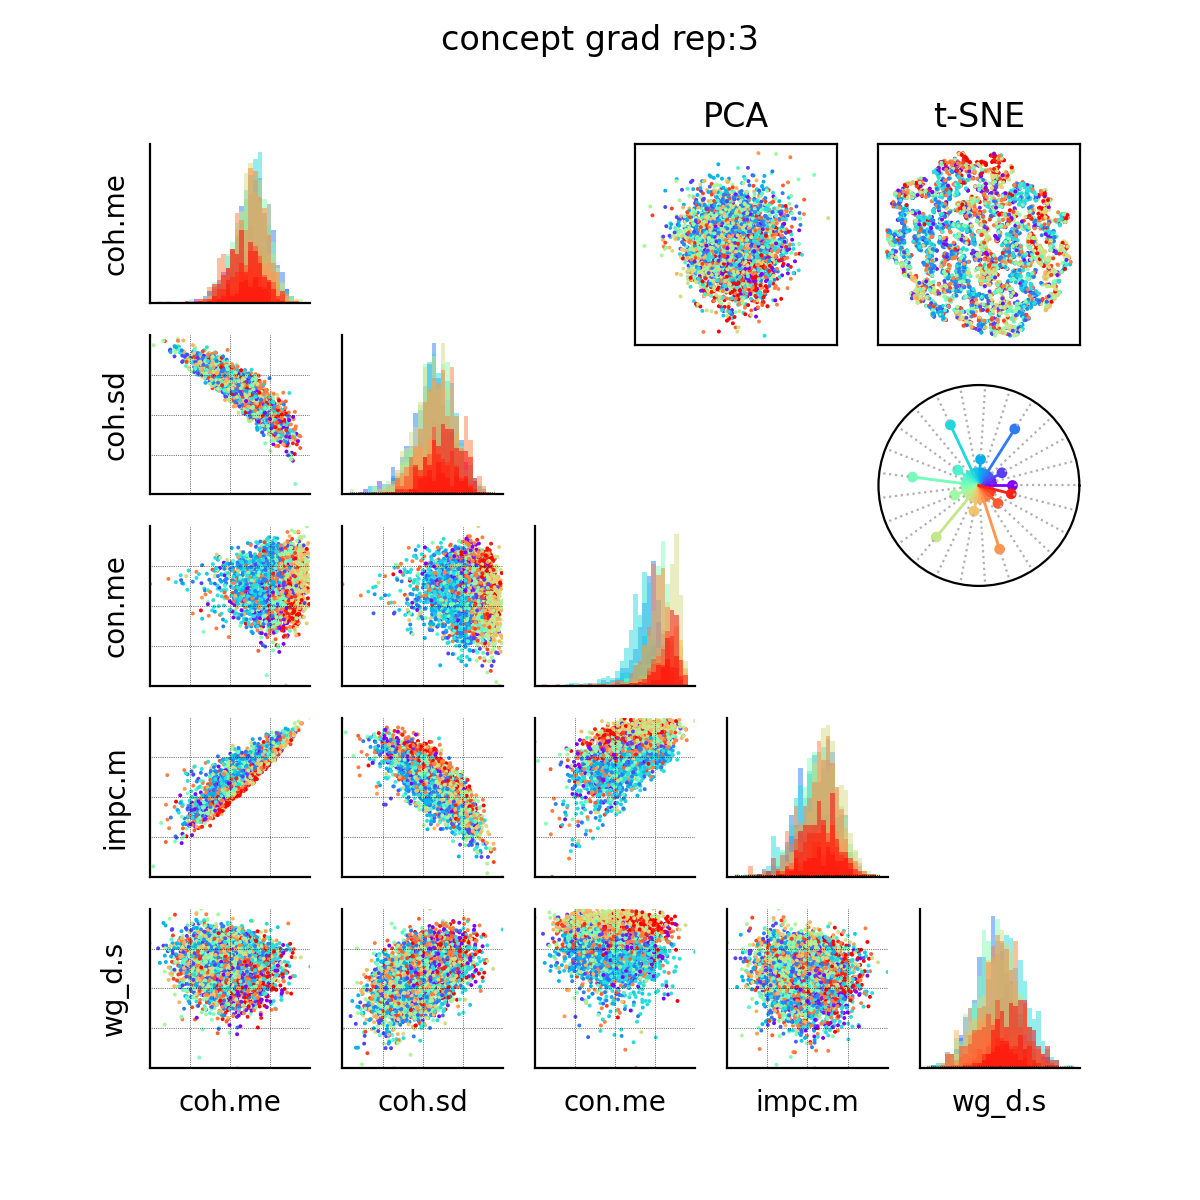 concept grad rep:3
PCA
t-SNE
coh.me
coh.sd
con.me
impc.m
wg_d.s
coh.me
coh.sd
con.me
impc.m
wg_d.s